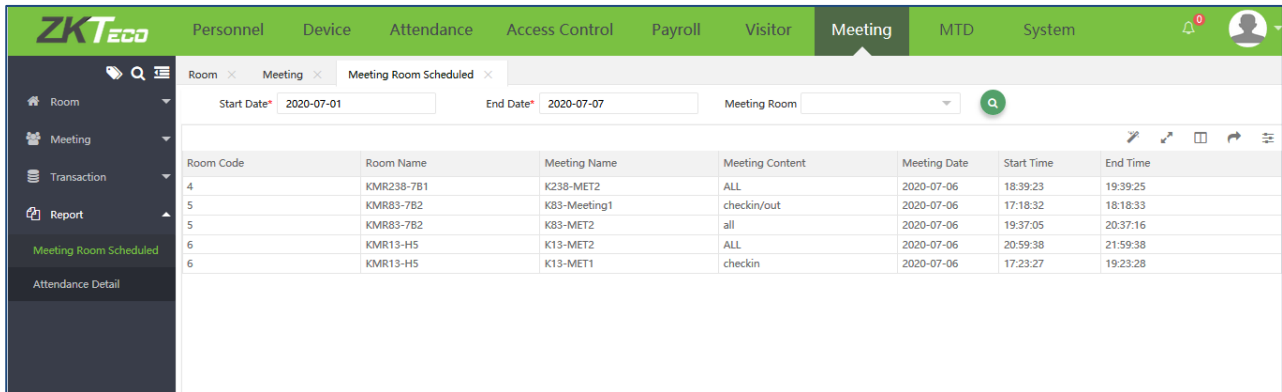 ZKTeco Personnel Device Attendance Access Control Payroll Visitor Meeting MTD System 0
Room Meeting Meeting Room Scheduled
Room
Start Date* 2020-07-01 End Date* 2020-07-07 Meeting Room
Meeting
Transaction
Report
Meeting Room Scheduled
Attendance Detail
Room Code Room Name Meeting Name Meeting Content Meeting Date Start Time End Time
4 KMR238-7B1 K238-MET2 ALL 2020-07-06 18:39:23 19:39:25
5 KMR83-7B2 K83-Meeting1 checkin/out 2020-07-06 17:18:32 18:18:33
5 KMR83-7B2 K83-MET2 all 2020-07-06 19:37:05 20:37:16
6 KMR13-H5 K13-MET2 ALL 2020-07-06 20:59:38 21:59:38
6 KMR13-H5 K13-MET1 checkin 2020-07-06 17:23:27 19:23:28